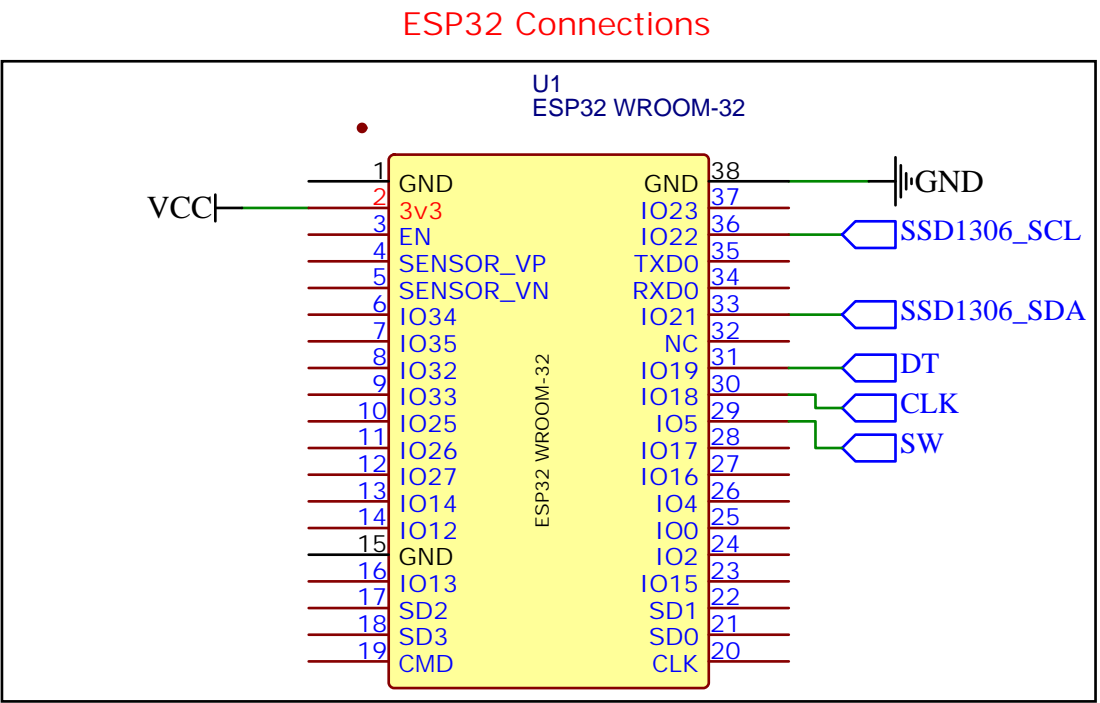 ESP32 Connections
U1
ESP32 WROOM-32
1 GND
2 3v3
3 EN
4 SENSOR_VP
5 SENSOR_VN
6 IO34
7 IO35
8 IO32
9 IO33
10 IO25
11 IO26
12 IO27
13 IO14
14 IO12
15 GND
16 IO13
17 SD2
18 SD3
19 CMD
VCC
ESP32 WROOM-32
GND 38
IO23 37
IO22 36
TXD0 35
RXD0 34
IO21 33
NC 32
IO19 31
IO18 30
IO5 29
IO17 28
IO16 27
IO4 26
IO0 25
IO2 24
IO15 23
SD1 22
SD0 21
CLK 20
GND
SSD1306_SCL
SSD1306_SDA
DT
CLK
SW